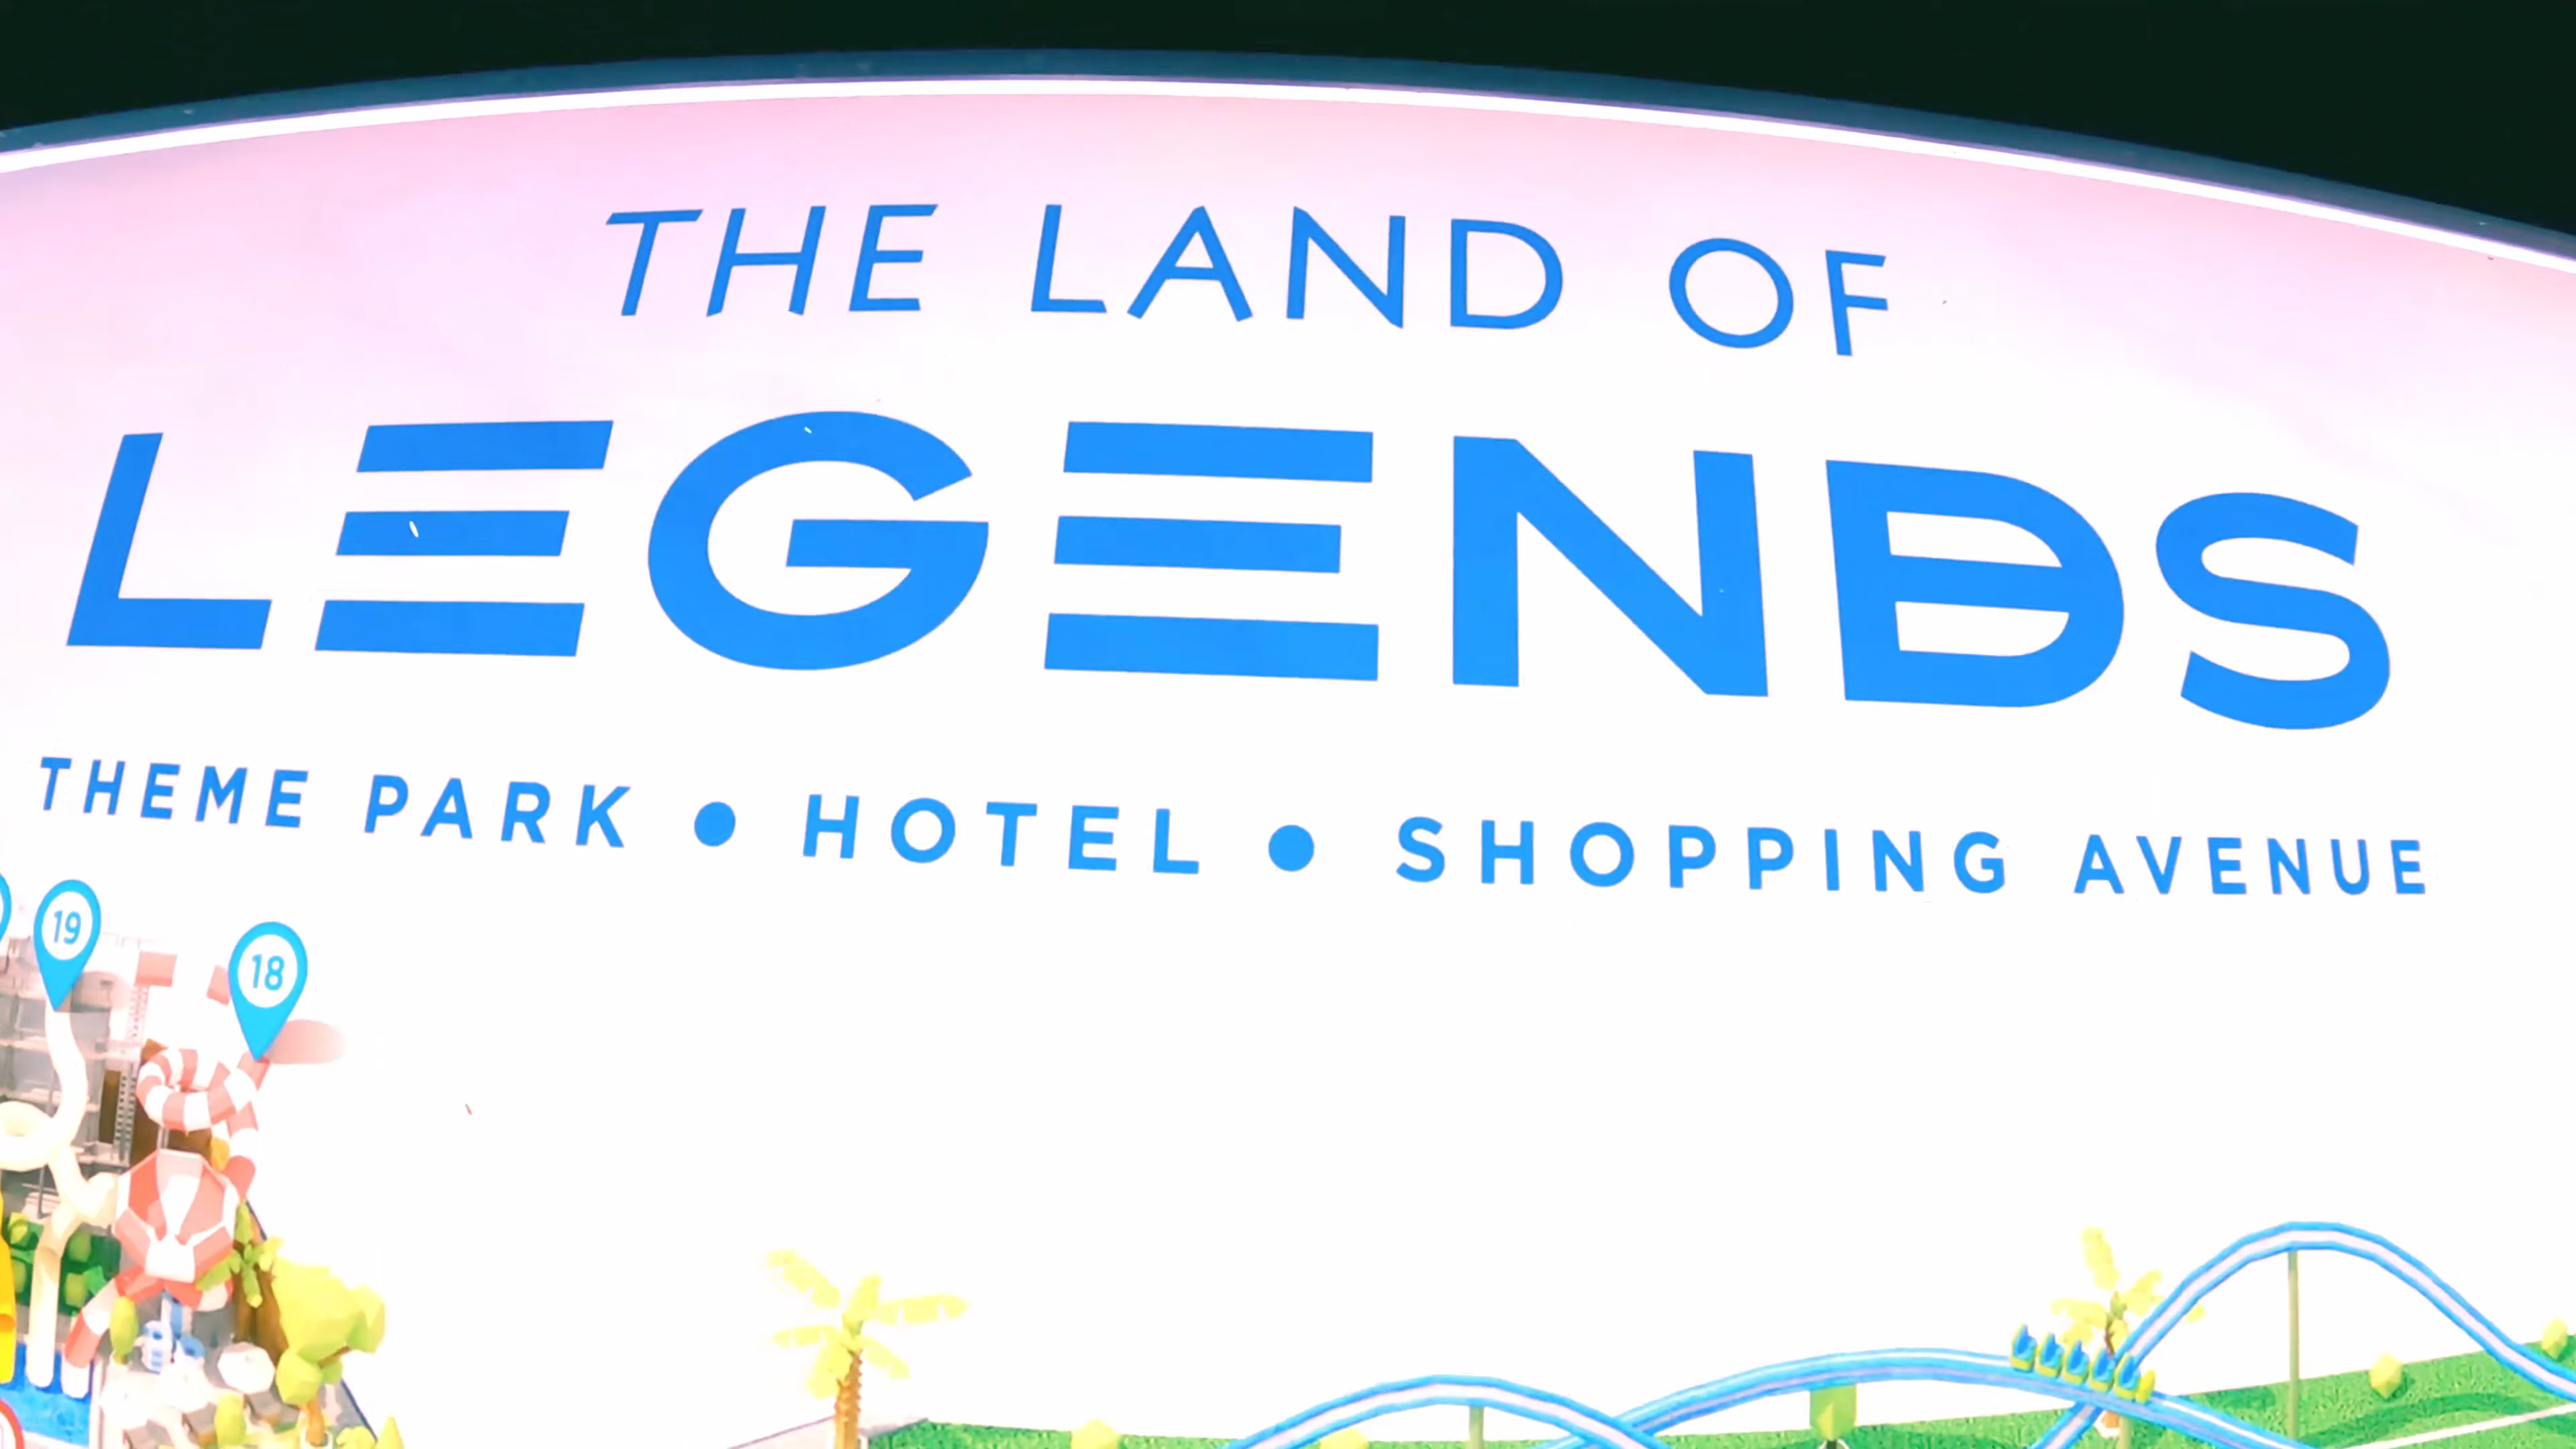 THE LAND OF
LEGENDS
THEME PARK • HOTEL • SHOPPING AVENUE
19
18